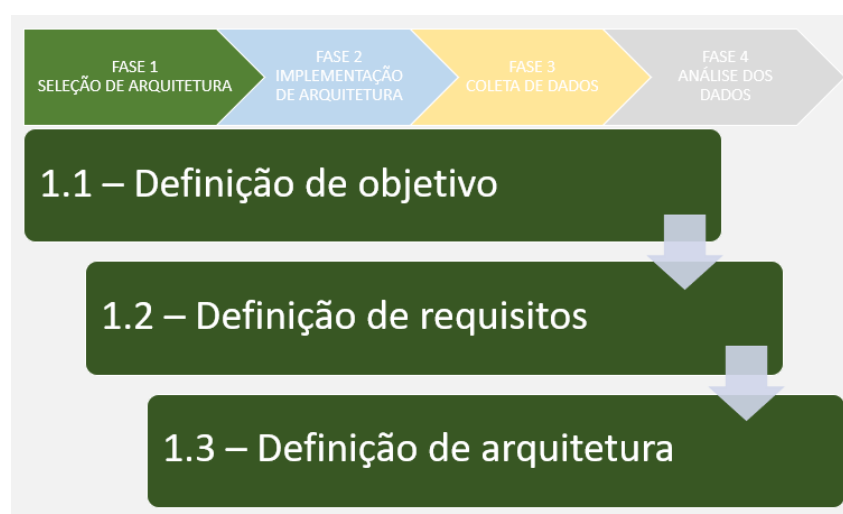 FASE 1
SELEÇÃO DE ARQUITETURA
FASE 2
IMPLEMENTAÇÃO
DE ARQUITETURA
FASE 3
COLETA DE DADOS
FASE 4
ANÁLISE DOS
DADOS
1.1 – Definição de objetivo
1.2 – Definição de requisitos
1.3 – Definição de arquitetura